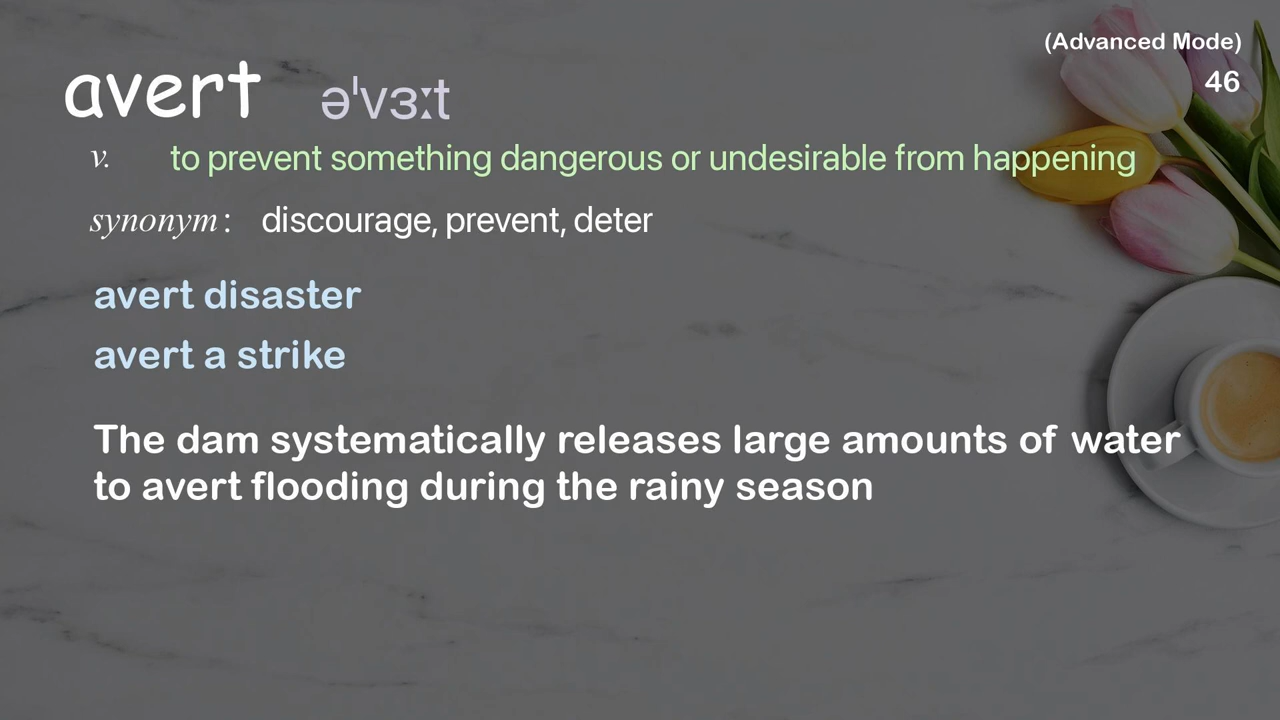 (Advanced Mode)
46
avert əˈvɜːt
v. to prevent something dangerous or undesirable from happening
synonym: discourage, prevent, deter
avert disaster
avert a strike
The dam systematically releases large amounts of water
to avert flooding during the rainy season